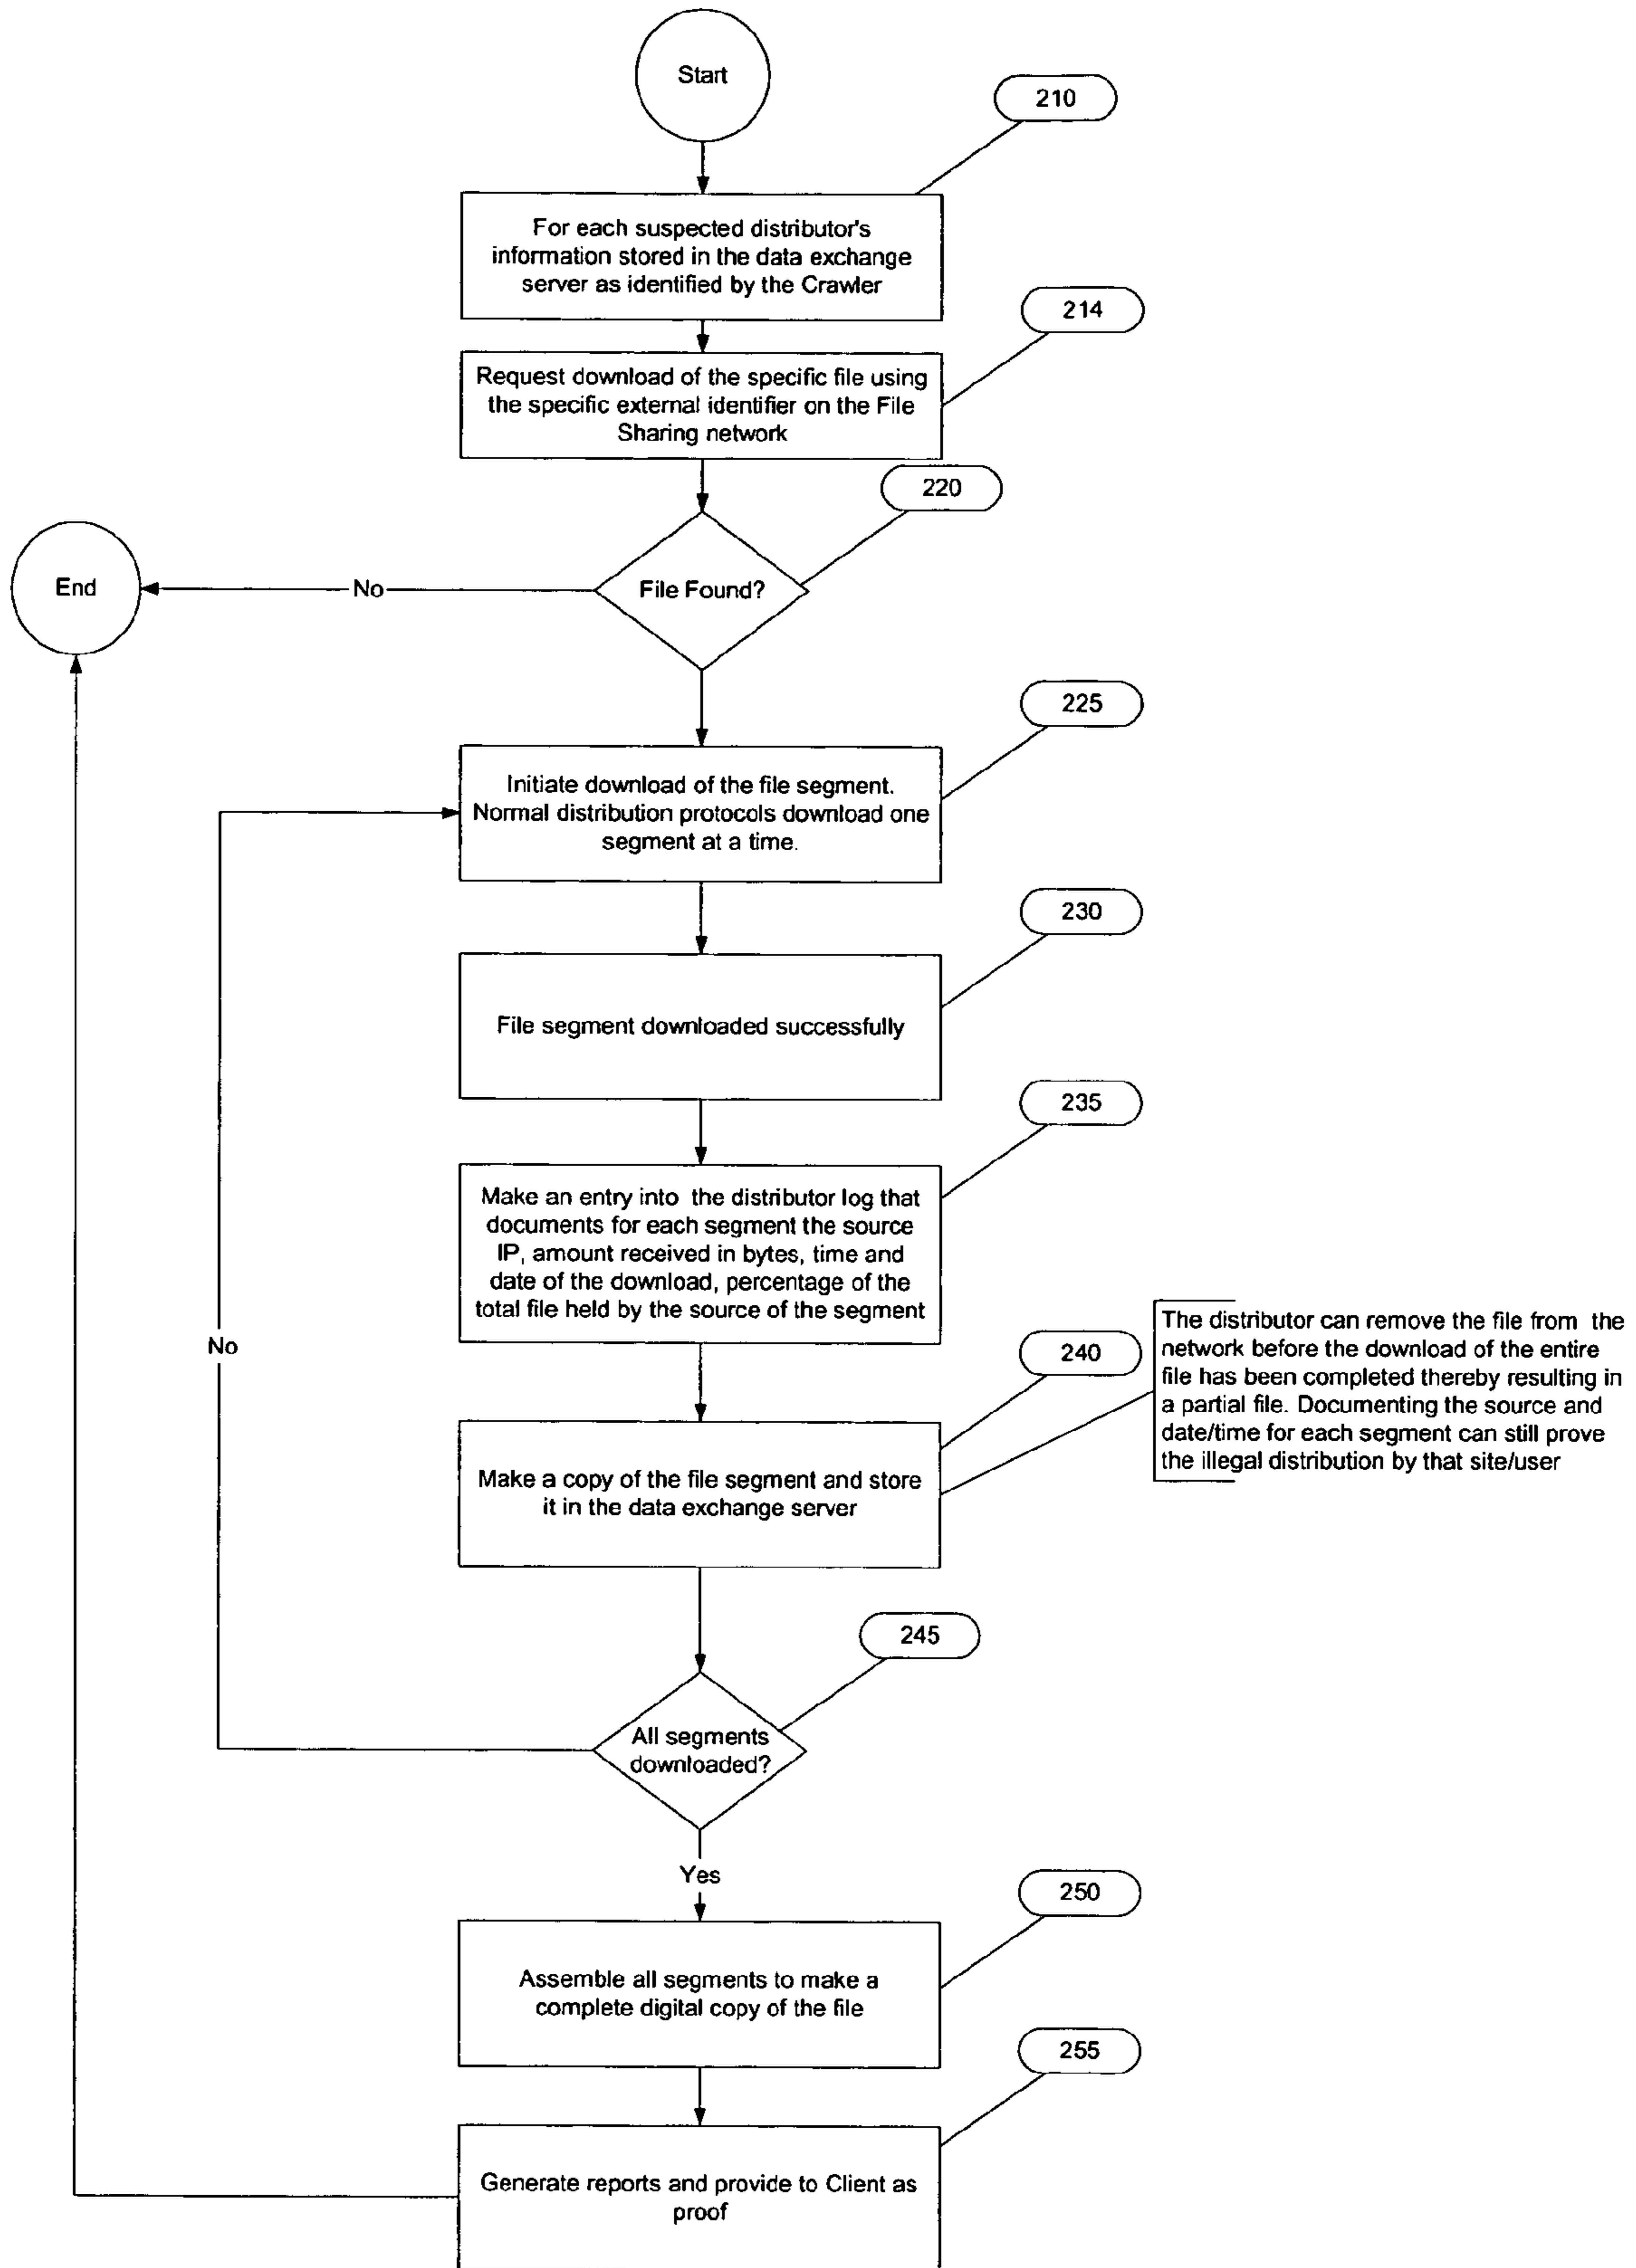 Start
210
For each suspected distributor's
information stored in the data exchange
server as identified by the Crawler
214
Request download of the specific file using
the specific external identifier on the File
Sharing network
220
File Found?
No
End
225
Initiate download of the file segment.
Normal distribution protocols download one
segment at a time.
230
File segment downloaded successfully
235
Make an entry into the distributor log that
documents for each segment the source
IP, amount received in bytes, time and
date of the download, percentage of the
total file held by the source of the segment
No
240
The distributor can remove the file from the
network before the download of the entire
file has been completed thereby resulting in
a partial file. Documenting the source and
date/time for each segment can still prove
the illegal distribution by that site/user
Make a copy of the file segment and store
it in the data exchange server
245
All segments
downloaded?
Yes
250
Assemble all segments to make a
complete digital copy of the file
255
Generate reports and provide to Client as
proof